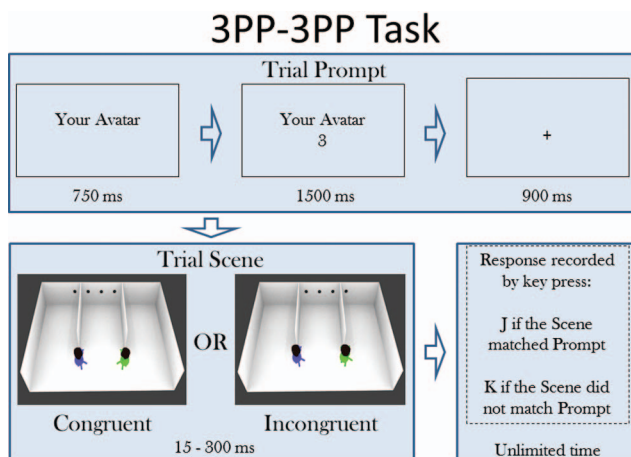 3PP-3PP Task
Trial Prompt
Your Avatar
Your Avatar
3
+
750 ms
1500 ms
900 ms
Trial Scene
OR
Congruent
Incongruent
15 - 300 ms
Response recorded
by key press:
J if the Scene
matched Prompt
K if the Scene did
not match Prompt
Unlimited time